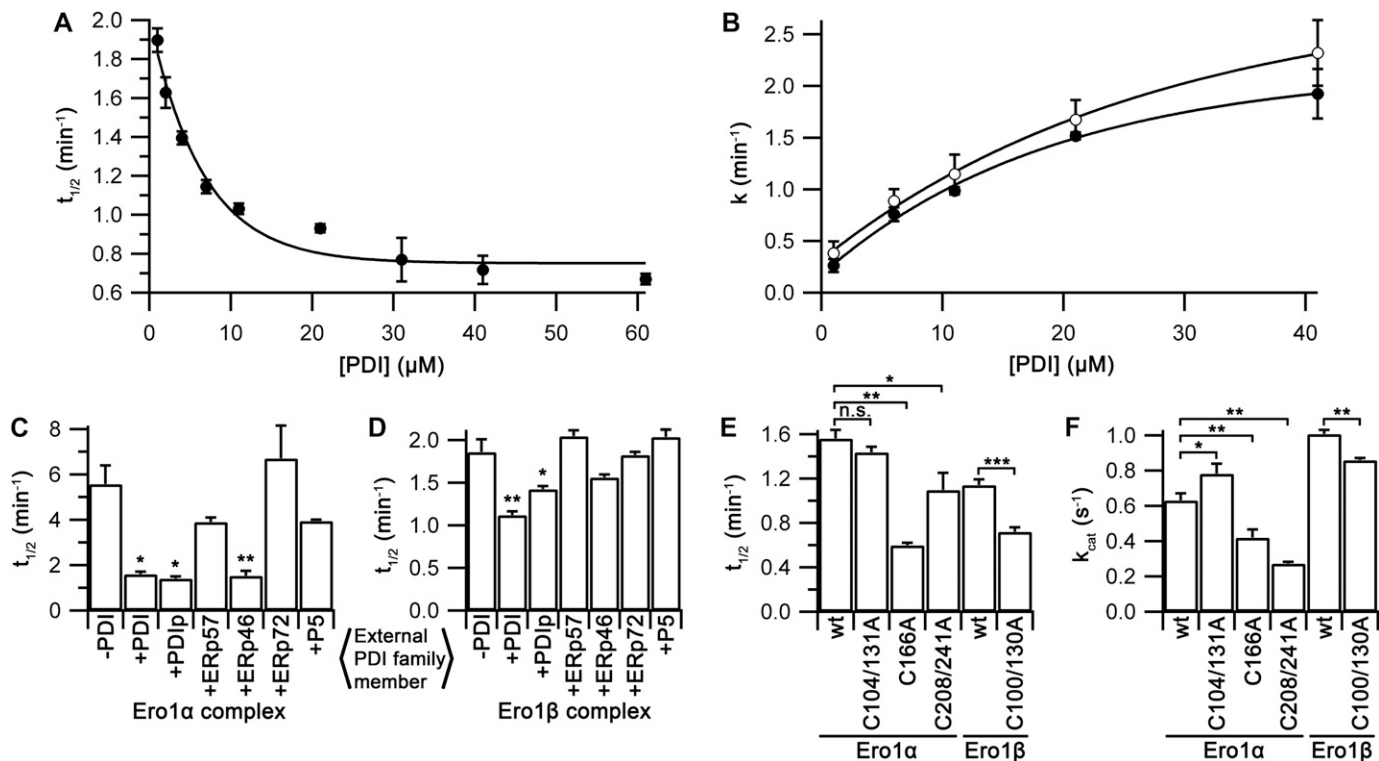 A
t1/2 (min-1)
2.0
1.8
1.6
1.4
1.2
1.0
0.8
0.6
0 10 20 30 40 50 60
[PDI] (µM)
B
k (min-1)
2.5
2.0
1.5
1.0
0.5
0.0
0 10 20 30 40
[PDI] (µM)
C
t1/2 (min-1)
8
6
4
2
0
* * **
-PDI
+PDI
+PDIp
+ERp57
+ERp46
+ERp72
+P5
Ero1α complex
External
PDI family
member
D
t1/2 (min-1)
2.0
1.5
1.0
0.5
0.0
** *
-PDI
+PDI
+PDIp
+ERp57
+ERp46
+ERp72
+P5
Ero1β complex
E
t1/2 (min-1)
1.6
1.2
0.8
0.4
0.0
*
**
n.s.
***
wt
C104/131A
C166A
C208/241A
wt
C100/130A
Ero1α Ero1β
F
kcat (s-1)
1.0
0.8
0.6
0.4
0.2
0.0
**
**
*
**
wt
C104/131A
C166A
C208/241A
wt
C100/130A
Ero1α Ero1β